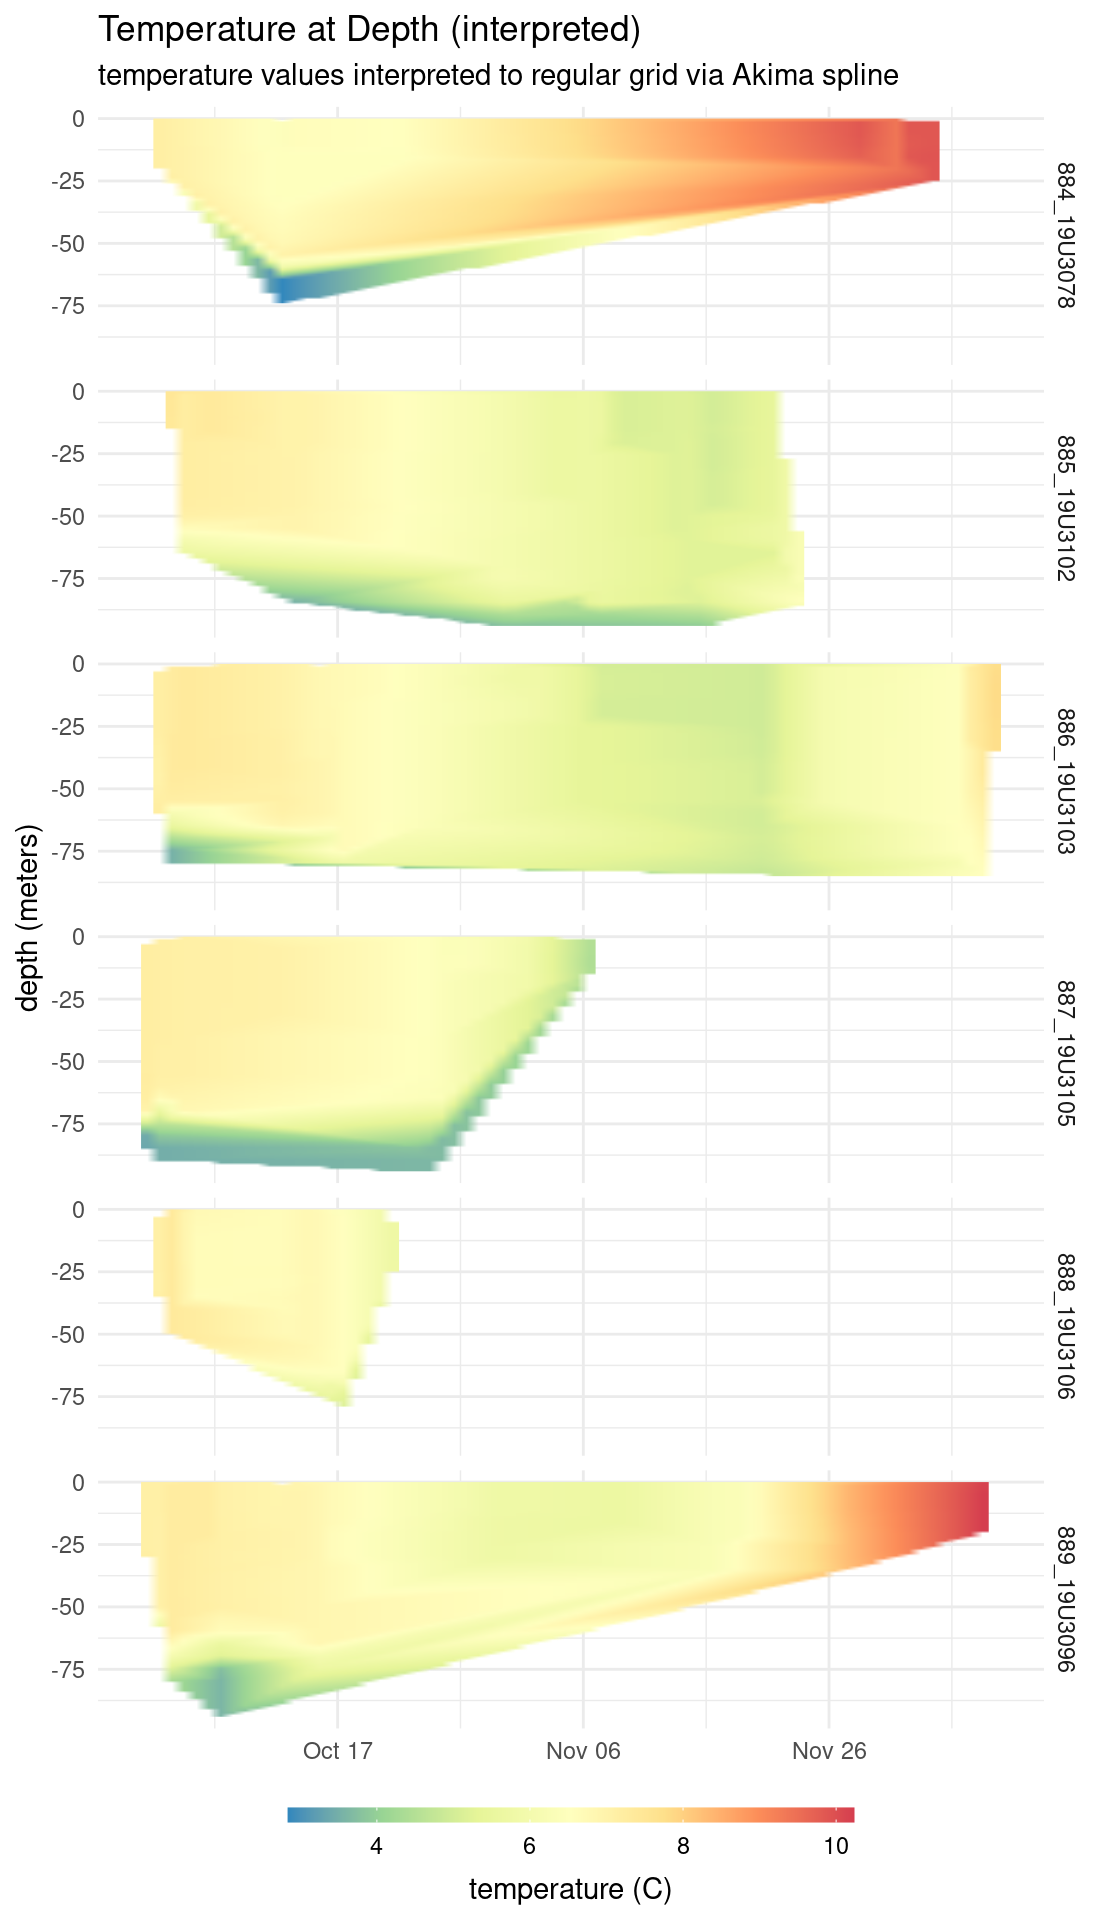 Temperature at Depth (interpreted)
temperature values interpreted to regular grid via Akima spline
depth (meters)
0
-25
-50
-75
884_19U3078
0
-25
-50
-75
885_19U3102
0
-25
-50
-75
886_19U3103
0
-25
-50
-75
887_19U3105
0
-25
-50
-75
888_19U3106
0
-25
-50
-75
889_19U3096
Oct 17 Nov 06 Nov 26
4 6 8 10
temperature (C)